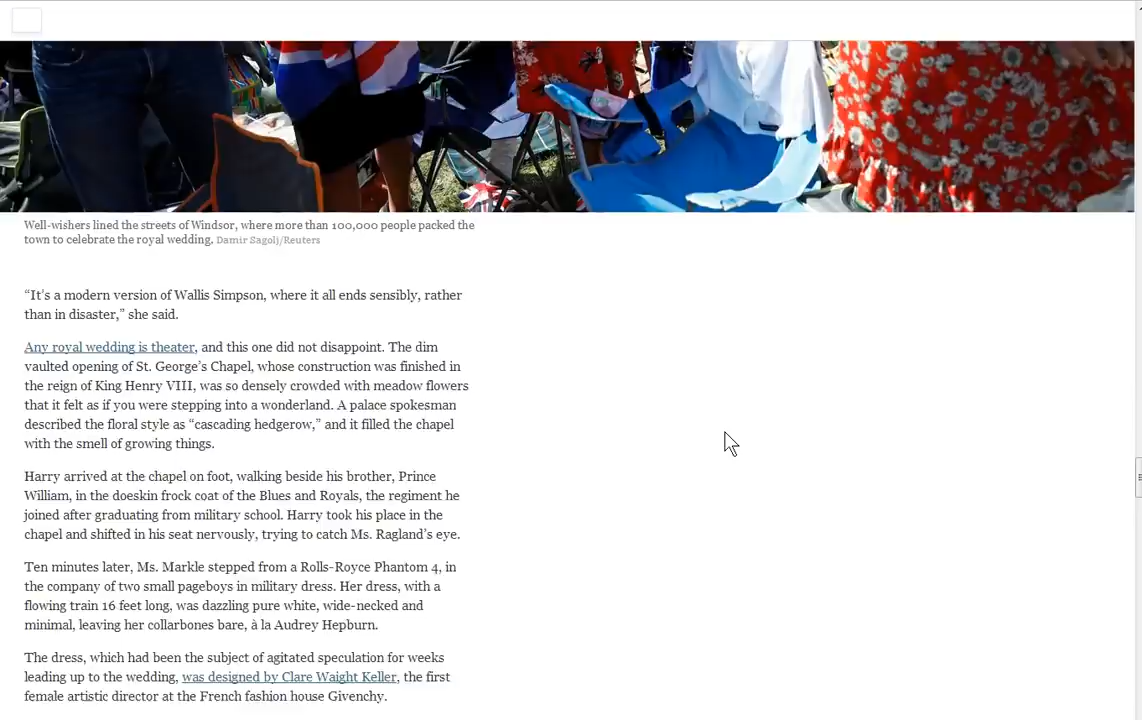 Well-wishers lined the streets of Windsor, where more than 100,000 people packed the
town to celebrate the royal wedding. Damir Sagolj/Reuters
“It’s a modern version of Wallis Simpson, where it all ends sensibly, rather
than in disaster,” she said.
Any royal wedding is theater, and this one did not disappoint. The dim
vaulted opening of St. George’s Chapel, whose construction was finished in
the reign of King Henry VIII, was so densely crowded with meadow flowers
that it felt as if you were stepping into a wonderland. A palace spokesman
described the floral style as “cascading hedgerow,” and it filled the chapel
with the smell of growing things.
Harry arrived at the chapel on foot, walking beside his brother, Prince
William, in the doeskin frock coat of the Blues and Royals, the regiment he
joined after graduating from military school. Harry took his place in the
chapel and shifted in his seat nervously, trying to catch Ms. Ragland’s eye.
Ten minutes later, Ms. Markle stepped from a Rolls-Royce Phantom 4, in
the company of two small pageboys in military dress. Her dress, with a
flowing train 16 feet long, was dazzling pure white, wide-necked and
minimal, leaving her collarbones bare, à la Audrey Hepburn.
The dress, which had been the subject of agitated speculation for weeks
leading up to the wedding, was designed by Clare Waight Keller, the first
female artistic director at the French fashion house Givenchy.